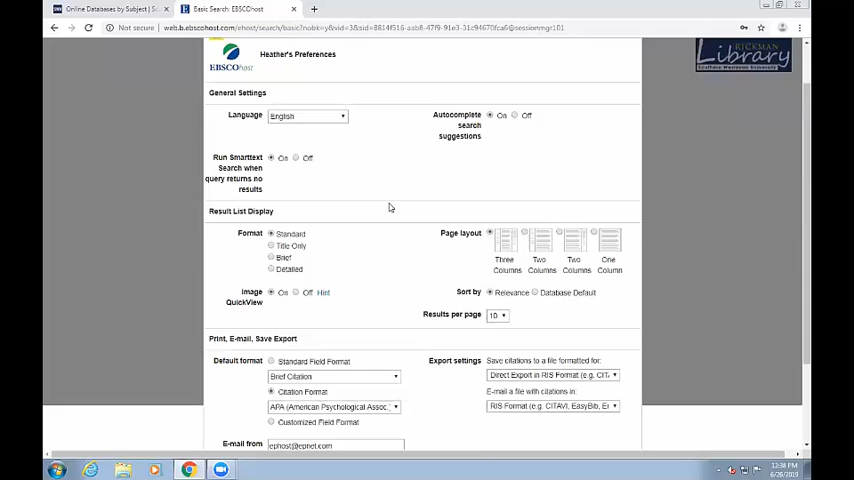 Online Databases by Subject | S
Basic Search: EBSCOhost
Not secure | web.b.ebscohost.com/ehost/search/basic?nobk=y&vid=3&sid=8814f516-aab8-47f9-91e3-31c94670fca6@sessionmgr101
EBSCOhost
Heather's Preferences
RICKMAN
Library
Southern Wesleyan University
General Settings
Language
English
Autocomplete
search
suggestions
On
Off
Run Smarttext
Search when
query returns no
results
On
Off
Result List Display
Format
Standard
Title Only
Brief
Detailed
Page layout
Three
Columns
Two
Columns
Two
Columns
One
Column
Image
QuickView
On
Off
Hint
Sort by
Relevance
Database Default
Results per page
10
Print, E-mail, Save Export
Default format
Standard Field Format
Brief Citation
Citation Format
APA (American Psychological Assoc.)
Customized Field Format
Export settings
Save citations to a file formatted for:
Direct Export in RIS Format (e.g. CIT
E-mail a file with citations in:
RIS Format (e.g. CITAVI, EasyBib, Er
E-mail from
ephost@epnet.com
12:38 PM
6/26/2019